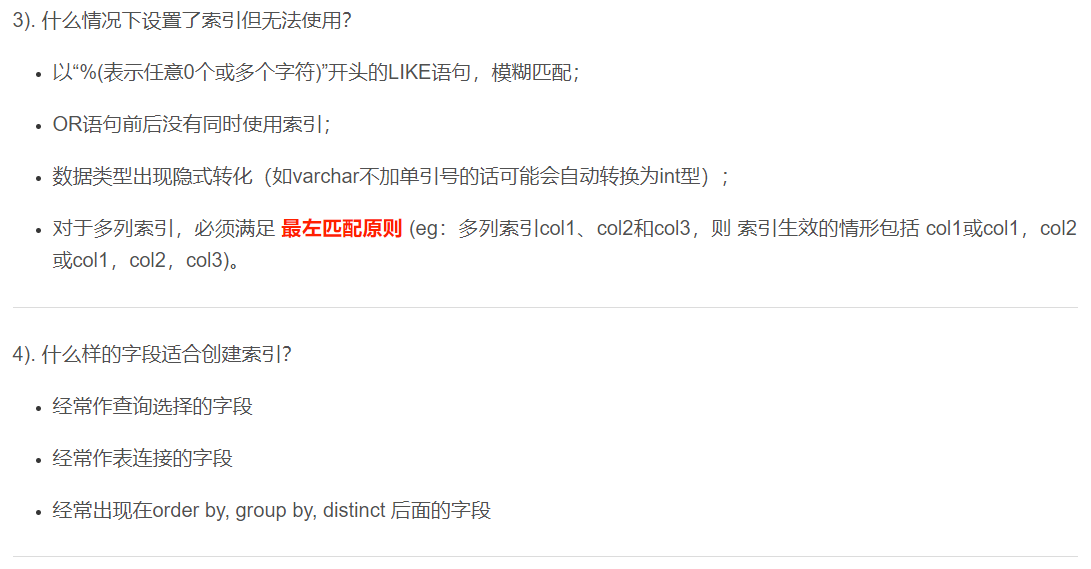 3). 什么情况下设置了索引但无法使用？
以“%(表示任意0个或多个字符)”开头的LIKE语句，模糊匹配；
OR语句前后没有同时使用索引；
数据类型出现隐式转化（如varchar不加单引号的话可能会自动转换为int型）；
对于多列索引，必须满足 最左匹配原则 (eg：多列索引col1、col2和col3，则 索引生效的情形包括 col1或col1，col2
或col1，col2，col3)。
4). 什么样的字段适合创建索引？
经常作查询选择的字段
经常作表连接的字段
经常出现在order by, group by, distinct 后面的字段